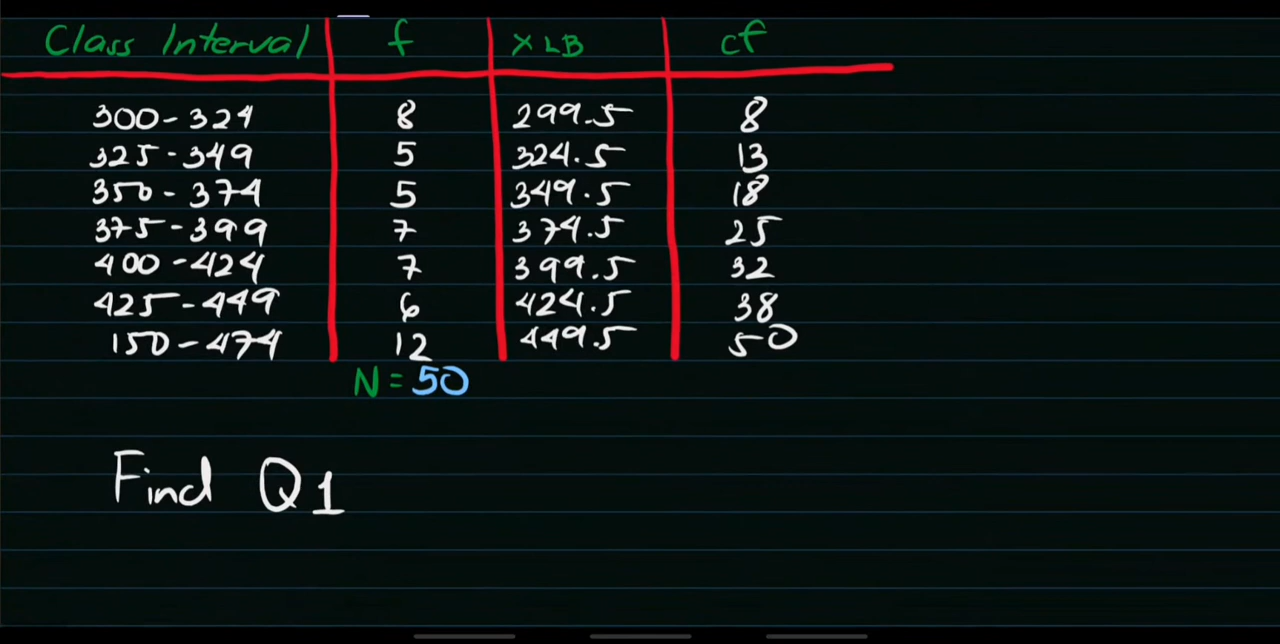 Class Interval f XLB cf
300-324 8 299.5 8
325-349 5 324.5 13
350-374 5 349.5 18
375-399 7 374.5 25
400-424 7 399.5 32
425-449 6 424.5 38
150-474 12 449.5 50
N = 50
Find Q1